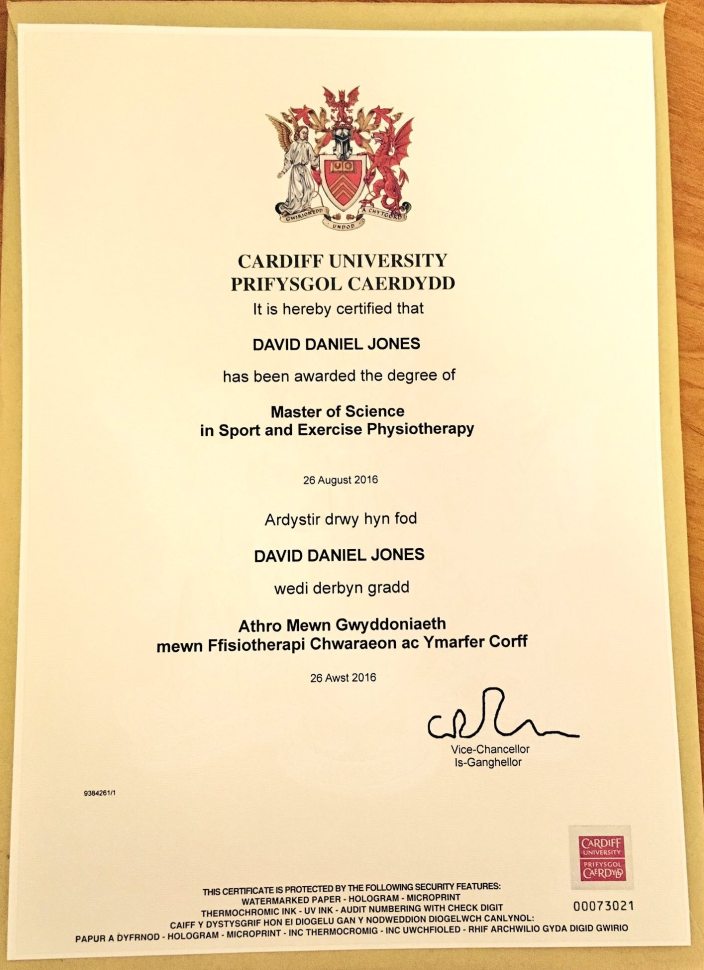 GWIRIONEDD
UNDOD
A CHYTGORD
CARDIFF UNIVERSITY
PRIFYSGOL CAERDYDD
It is hereby certified that
DAVID DANIEL JONES
has been awarded the degree of
Master of Science
in Sport and Exercise Physiotherapy
26 August 2016
Ardystir drwy hyn fod
DAVID DANIEL JONES
wedi derbyn gradd
Athro Mewn Gwyddoniaeth
mewn Ffisiotherapi Chwaraeon ac Ymarfer Corff
26 Awst 2016
Vice-Chancellor
Is-Ganghellor
9384261/1
CARDIFF
UNIVERSITY
PRIFYSGOL
CAERDYDD
00073021
THIS CERTIFICATE IS PROTECTED BY THE FOLLOWING SECURITY FEATURES:
WATERMARKED PAPER - HOLOGRAM - MICROPRINT
THERMOCHROMIC INK - UV INK - AUDIT NUMBERING WITH CHECK DIGIT
CAIFF Y DYSTYSGRIF HON EI DIOGELU GAN Y NODWEDDION DIOGELWCH CANLYNOL:
PAPUR A DYFRNOD - HOLOGRAM - MICROPRINT - INC THERMOCROMIG - INC UWCHFIOLED - RHIF ARCHWILIO GYDA DIGID GWIRIO